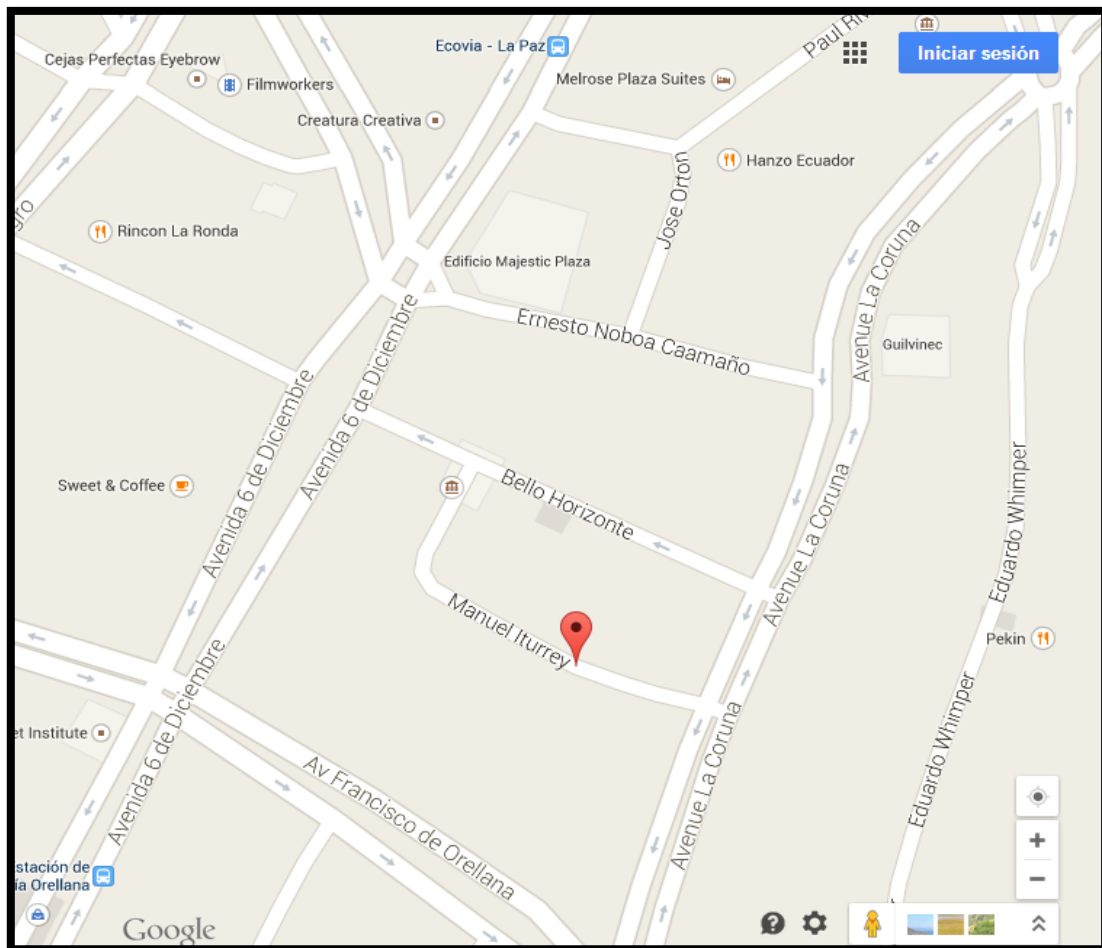 Ecovia - La Paz
Paul Riv
Iniciar sesión
Cejas Perfectas Eyebrow
Filmworkers
Melrose Plaza Suites
Creatura Creativa
Hanzo Ecuador
Jose Orton
gro
Rincon La Ronda
Edificio Majestic Plaza
Avenue La Coruna
Ernesto Noboa Caamaño
Guilvinec
Avenida 6 de Diciembre
Avenida 6 de Diciembre
Sweet & Coffee
Bello Horizonte
Avenue La Coruna
Eduardo Whimper
Manuel Iturrey
Pekin
Avenida 6 de Diciembre
et Institute
Av Francisco de Orellana
Avenue La Coruna
Eduardo Whimper
stación de
ía Orellana
Google